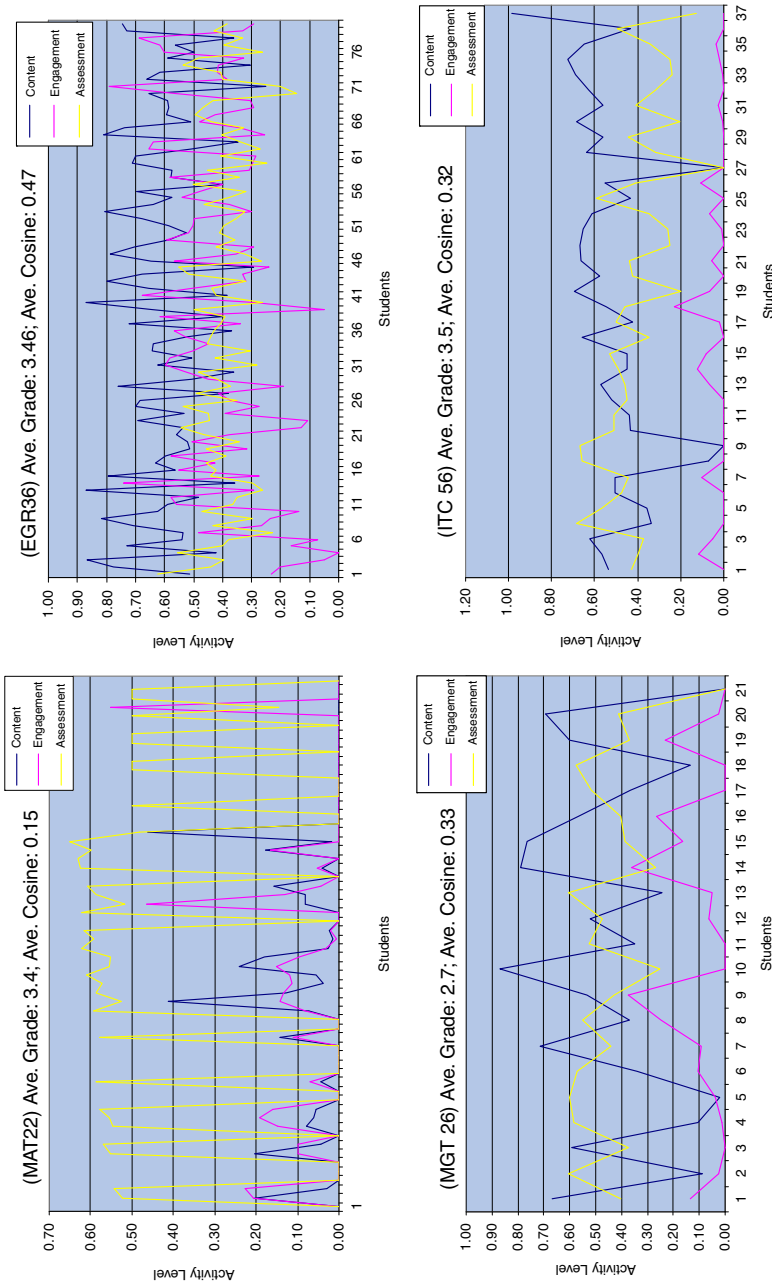 (MAT22) Ave. Grade: 3.4; Ave. Cosine: 0.15
Content
Engagement
Assessment
0.70
0.60
0.50
0.40
0.30
0.20
0.10
0.00
Activity Level
1
Students
(EGR36) Ave. Grade: 3.46; Ave. Cosine: 0.47
Content
Engagement
Assessment
1.00
0.90
0.80
0.70
0.60
0.50
0.40
0.30
0.20
0.10
0.00
Activity Level
1 6 11 16 21 26 31 36 41 46 51 56 61 66 71 76
Students
(MGT 26) Ave. Grade: 2.7; Ave. Cosine: 0.33
Content
Engagement
Assessment
1.00
0.90
0.80
0.70
0.60
0.50
0.40
0.30
0.20
0.10
0.00
Activity Level
1 2 3 4 5 6 7 8 9 10 11 12 13 14 15 16 17 18 19 20 21
Students
(ITC 56) Ave. Grade: 3.5; Ave. Cosine: 0.32
Content
Engagement
Assessment
1.20
1.00
0.80
0.60
0.40
0.20
0.00
Activity Level
1 3 5 7 9 11 13 15 17 19 21 23 25 27 29 31 33 35 37
Students